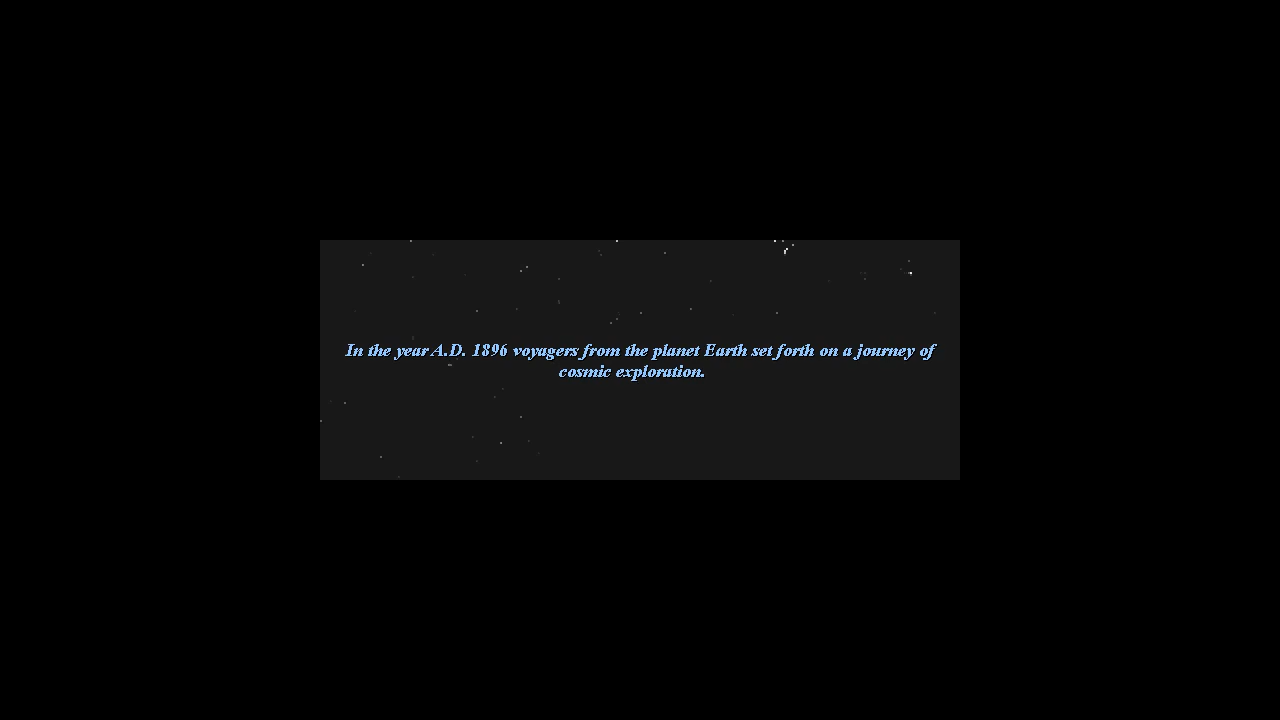 In the year A.D. 1896 voyagers from the planet Earth set forth on a journey of
cosmic exploration.